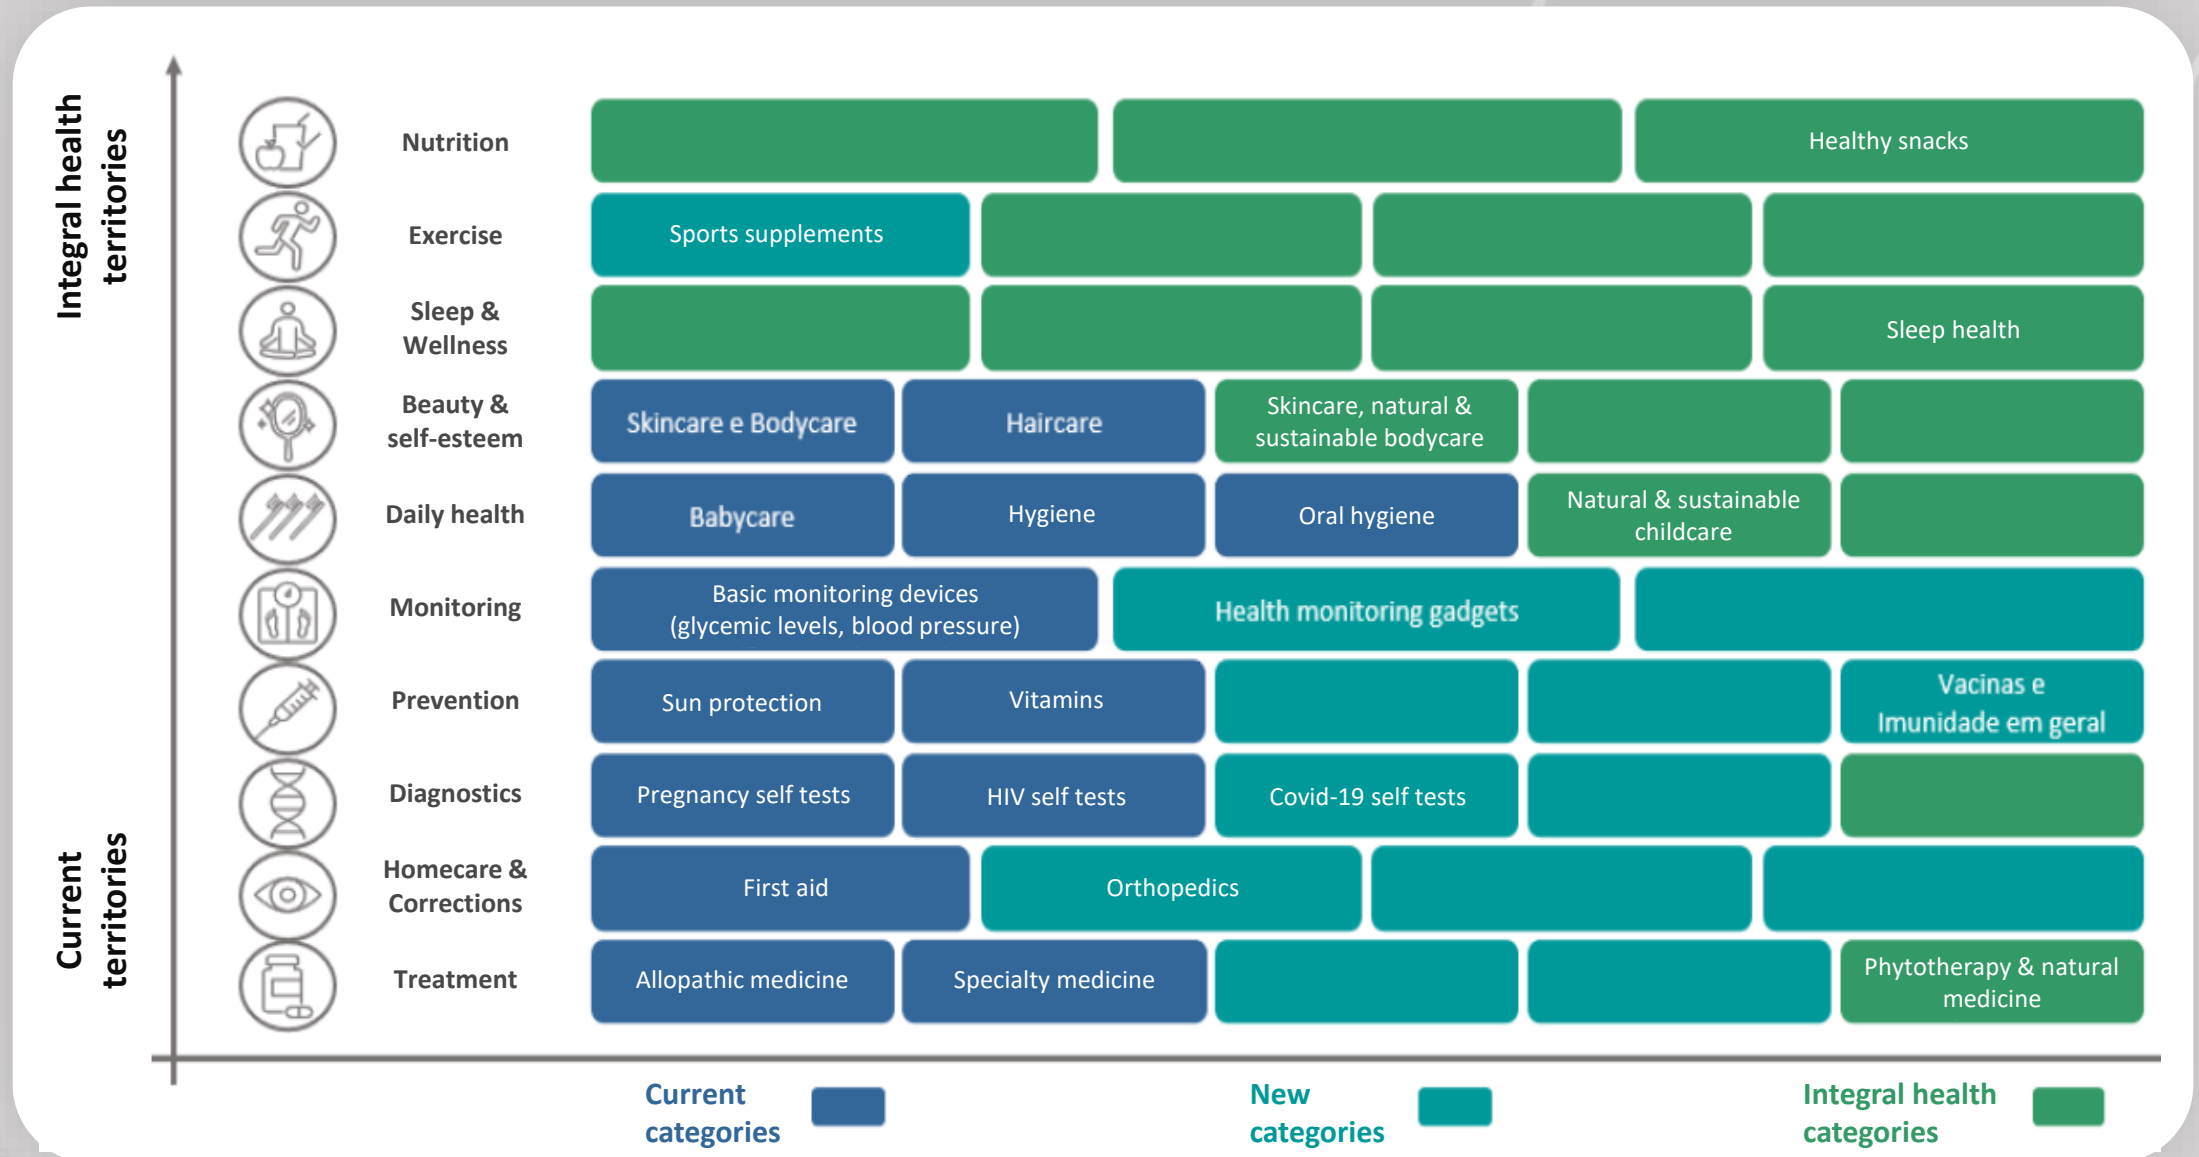 Integral health
territories
Nutrition
Healthy snacks
Exercise
Sports supplements
Sleep &
Wellness
Sleep health
Beauty &
self-esteem
Skincare e Bodycare
Haircare
Skincare, natural &
sustainable bodycare
Daily health
Babycare
Hygiene
Oral hygiene
Natural & sustainable
childcare
Monitoring
Basic monitoring devices
(glycemic levels, blood pressure)
Health monitoring gadgets
Prevention
Sun protection
Vitamins
Vacinas e
Imunidade em geral
Diagnostics
Pregnancy self tests
HIV self tests
Covid-19 self tests
Current
territories
Homecare &
Corrections
First aid
Orthopedics
Treatment
Allopathic medicine
Specialty medicine
Phytotherapy & natural
medicine
Current
categories
New
categories
Integral health
categories